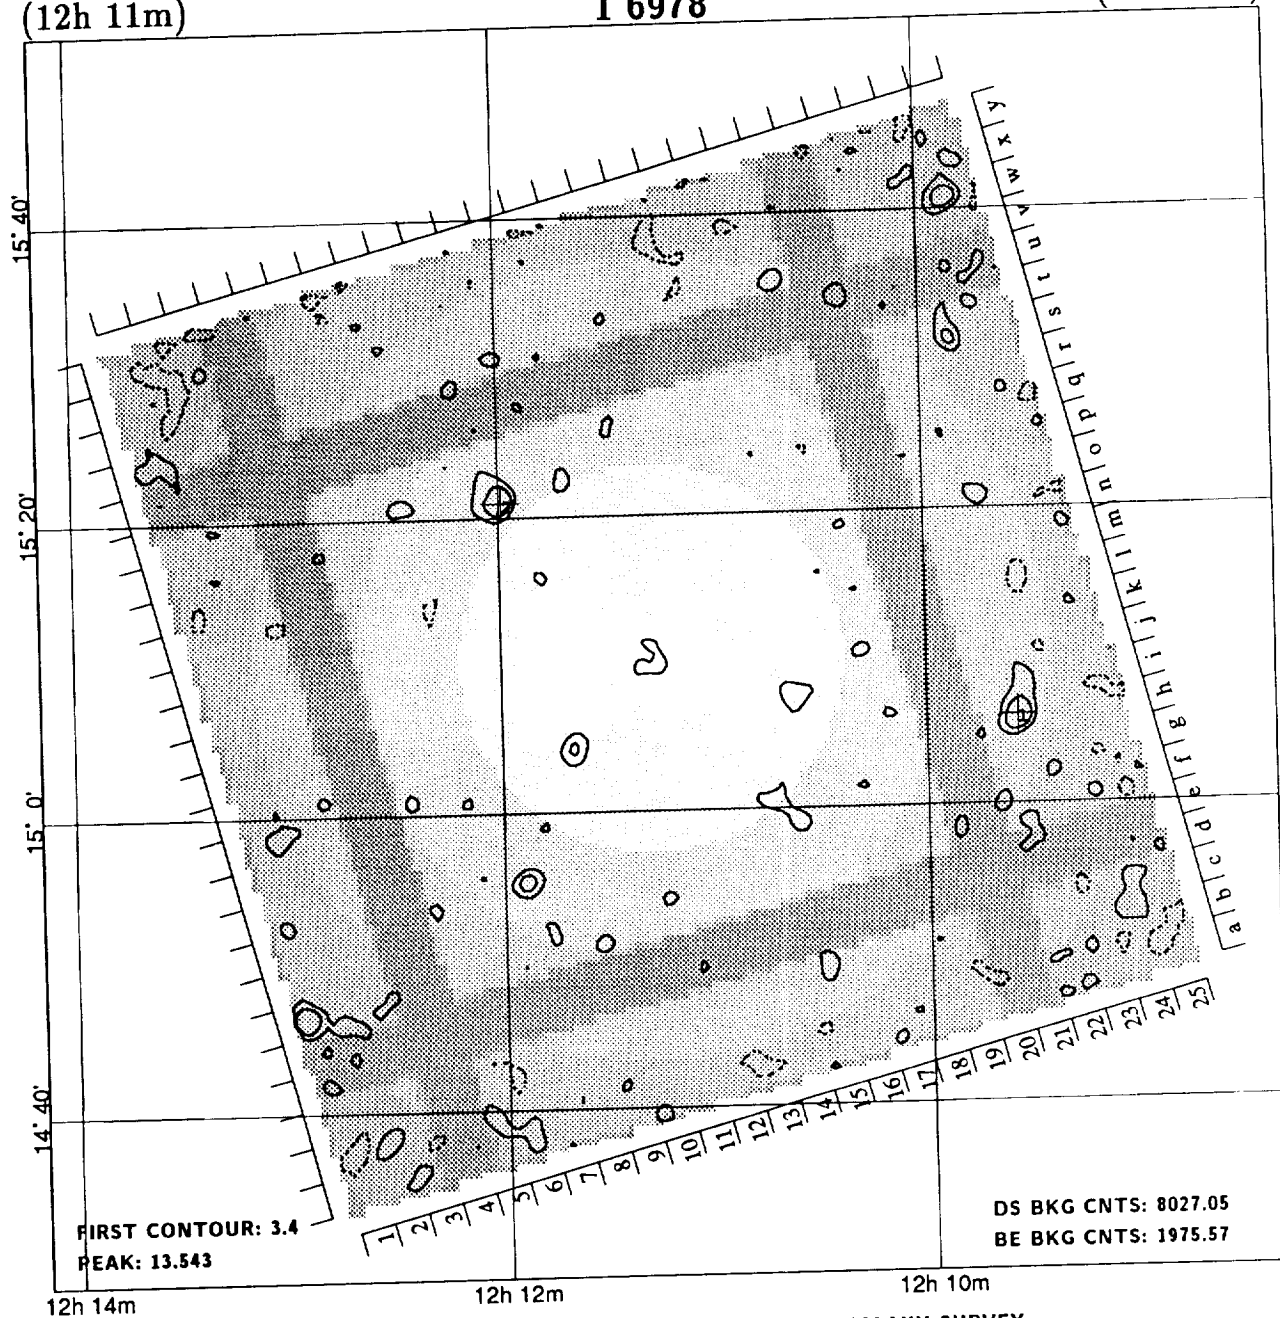 (12h 11m)
I 6978
15° 40'
15° 20'
15° 0'
14° 40'
y
x
w
v
u
t
s
r
q
p
o
n
m
l
k
j
i
h
g
f
e
d
c
b
a
1 2 3 4 5 6 7 8 9 10 11 12 13 14 15 16 17 18 19 20 21 22 23 24 25
FIRST CONTOUR: 3.4
PEAK: 13.543
DS BKG CNTS: 8027.05
BE BKG CNTS: 1975.57
12h 14m
12h 12m
12h 10m
SURVEY